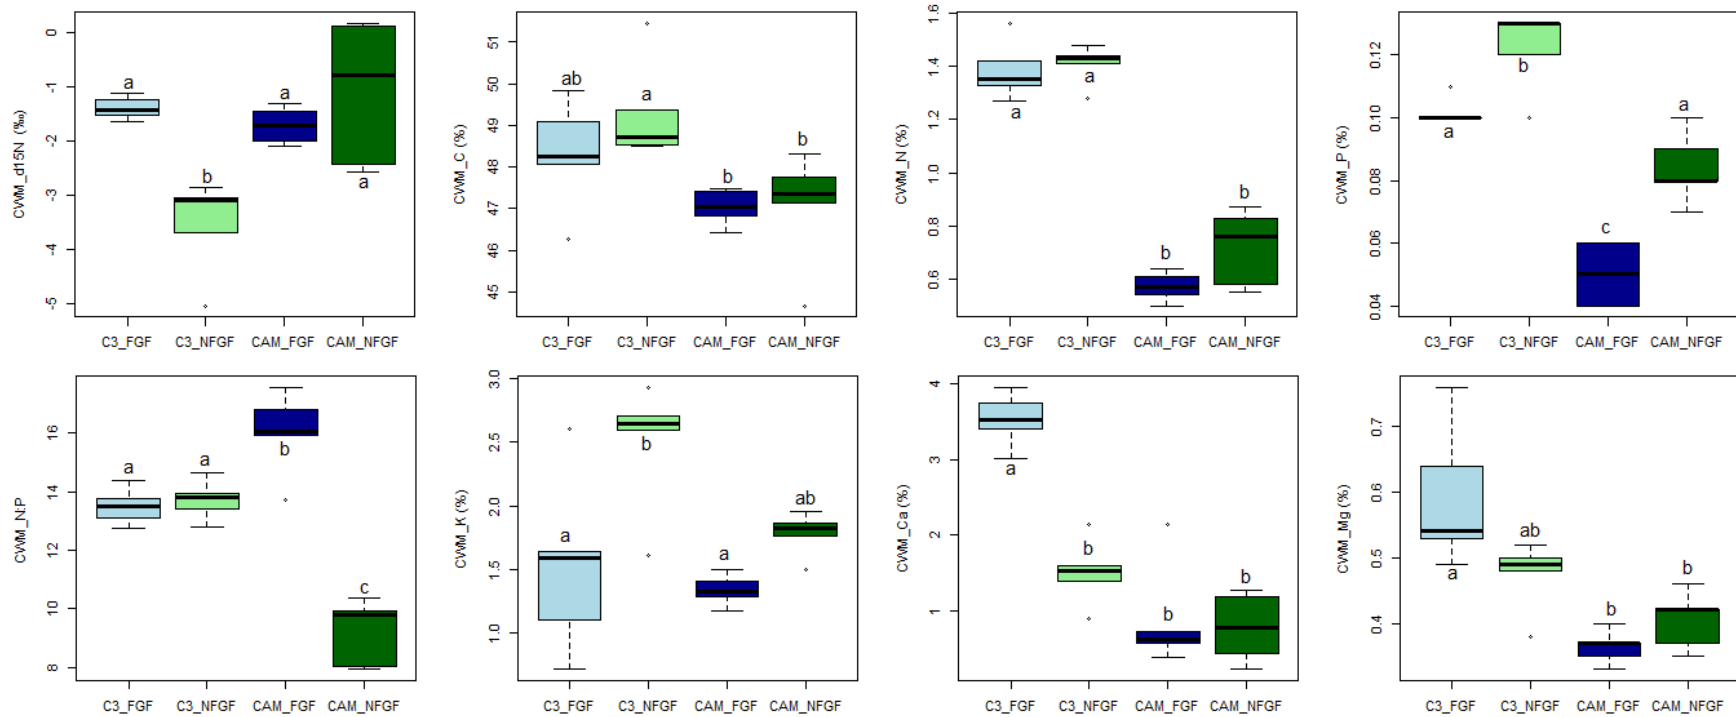 CWM_d15N (‰)
0
-1
-2
-3
-4
-5
a
b
a
a
C3_FGF C3_NFGF CAM_FGF CAM_NFGF
CWM_C (%)
51
50
49
48
47
46
45
ab
a
b
b
C3_FGF C3_NFGF CAM_FGF CAM_NFGF
CWM_N (%)
1.6
1.4
1.2
1.0
0.8
0.6
a
a
b
b
C3_FGF C3_NFGF CAM_FGF CAM_NFGF
CWM_P (%)
0.12
0.10
0.08
0.06
0.04
a
b
c
a
C3_FGF C3_NFGF CAM_FGF CAM_NFGF
CWM_N:P
16
14
12
10
8
a
a
b
c
C3_FGF C3_NFGF CAM_FGF CAM_NFGF
CWM_K (%)
3.0
2.5
2.0
1.5
1.0
a
b
a
ab
C3_FGF C3_NFGF CAM_FGF CAM_NFGF
CWM_Ca (%)
4
3
2
1
a
b
b
b
C3_FGF C3_NFGF CAM_FGF CAM_NFGF
CWM_Mg (%)
0.7
0.6
0.5
0.4
a
ab
b
b
C3_FGF C3_NFGF CAM_FGF CAM_NFGF